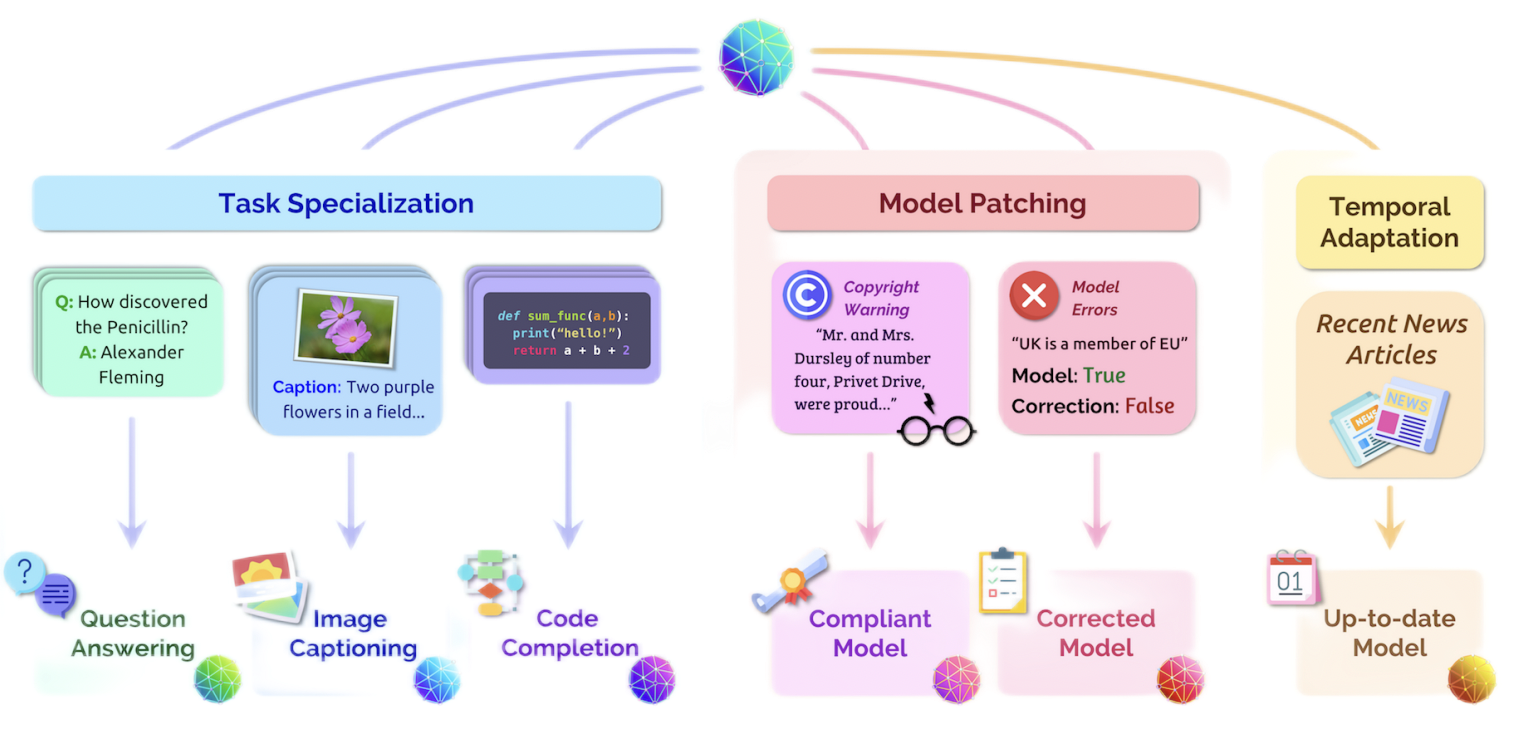 Task Specialization
Q: How discovered
the Penicillin?
A: Alexander
Fleming
Caption: Two purple
flowers in a field...
def sum_func(a,b):
print("hello!")
return a + b + 2
?
Question
Answering
Image
Captioning
Code
Completion
Model Patching
C
Copyright
Warning
"Mr. and Mrs.
Dursley of number
four, Privet Drive,
were proud..."
Model
Errors
"UK is a member of EU"
Model: True
Correction: False
Compliant
Model
Corrected
Model
Temporal
Adaptation
Recent News
Articles
NEWS
NEWS
01
Up-to-date
Model